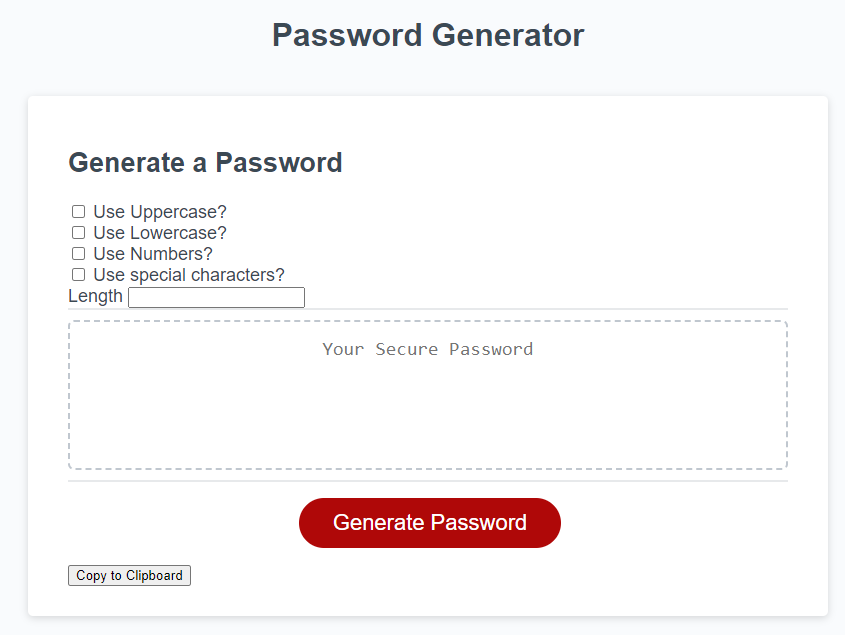 Password Generator
Generate a Password
Use Uppercase?
Use Lowercase?
Use Numbers?
Use special characters?
Length
Your Secure Password
Generate Password
Copy to Clipboard